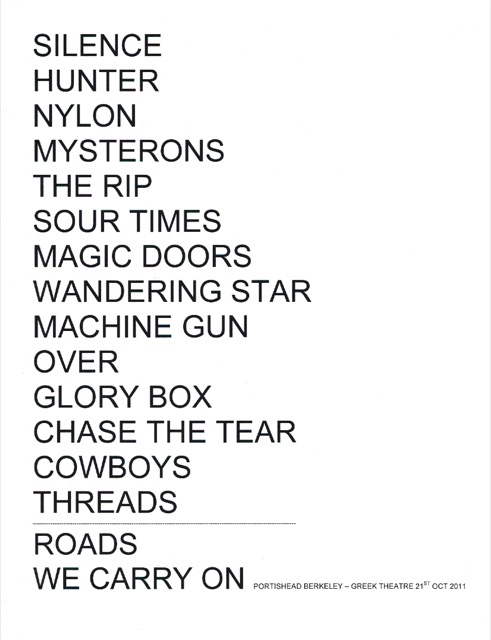 SILENCE
HUNTER
NYLON
MYSTERONS
THE RIP
SOUR TIMES
MAGIC DOORS
WANDERING STAR
MACHINE GUN
OVER
GLORY BOX
CHASE THE TEAR
COWBOYS
THREADS
ROADS
WE CARRY ON PORTISHEAD BERKELEY – GREEK THEATRE 21ST OCT 2011